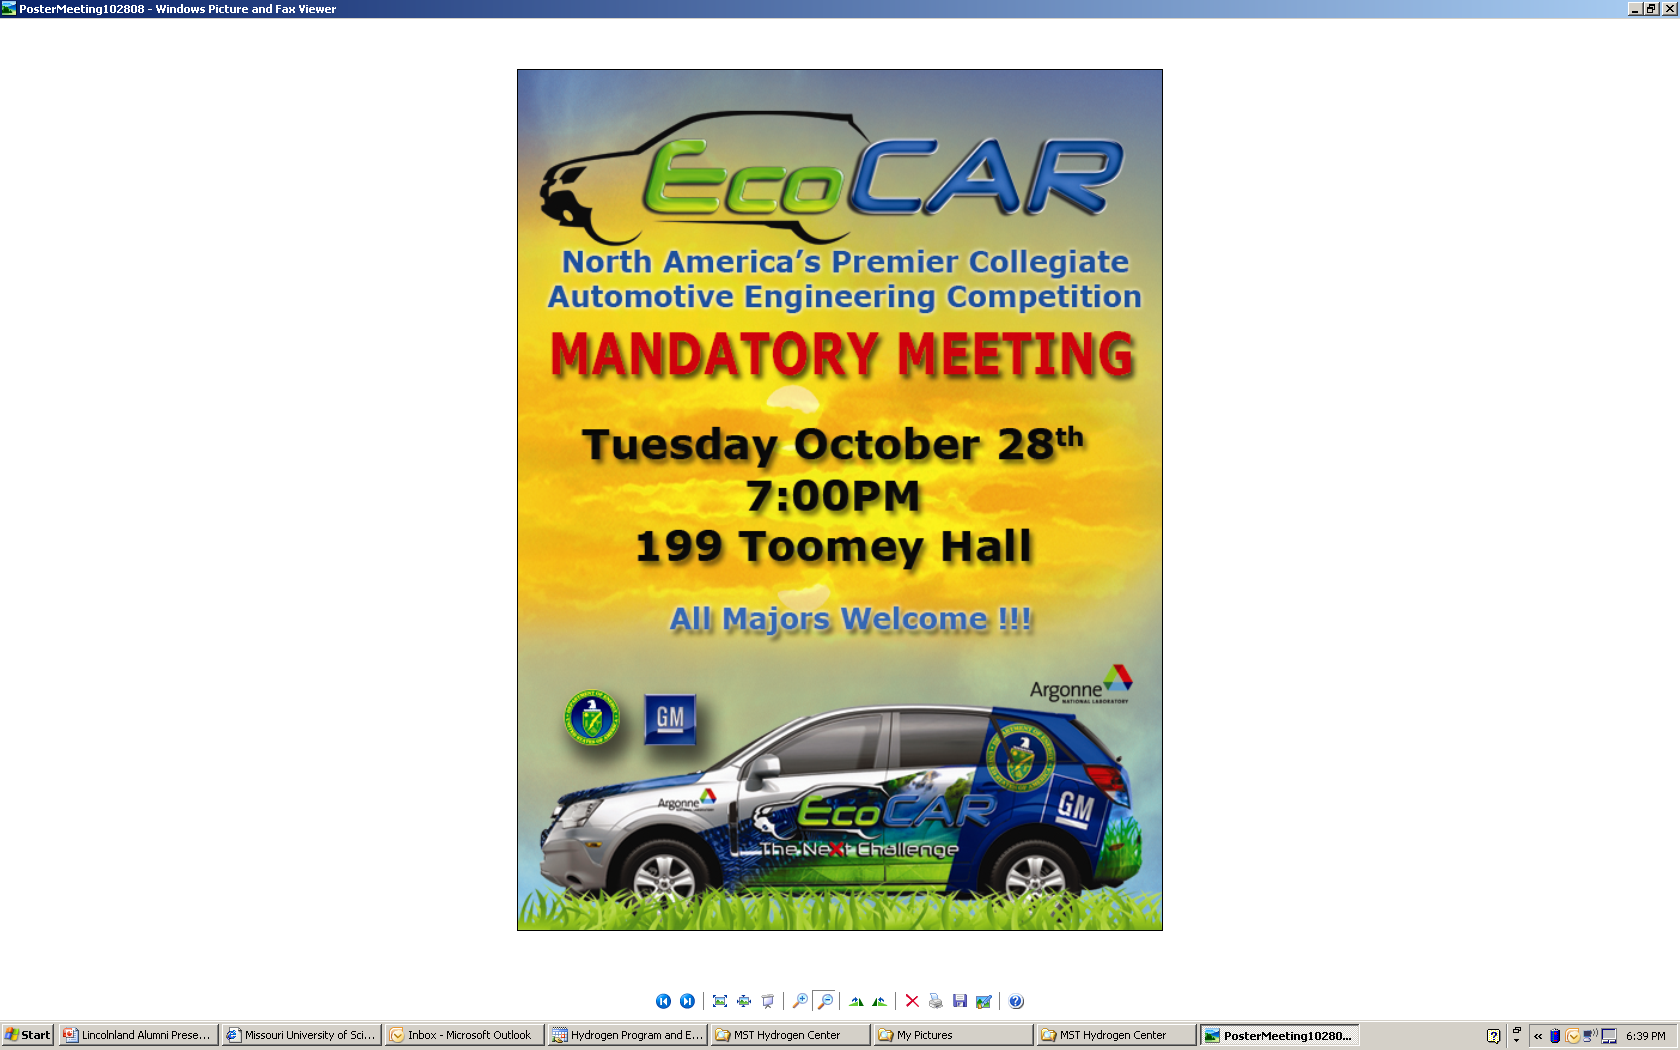 PosterMeeting102808 - Windows Picture and Fax Viewer
EcoCAR
North America's Premier Collegiate
Automotive Engineering Competition
MANDATORY MEETING
Tuesday October 28th
7:00PM
199 Toomey Hall
All Majors Welcome !!!
Argonne
NATIONAL LABORATORY
GM
Argonne
EcoCAR
The NeXt Challenge
GM
Start
Lincolnland Alumni Prese...
Missouri University of Sci...
Inbox - Microsoft Outlook
Hydrogen Program and E...
MST Hydrogen Center
My Pictures
MST Hydrogen Center
PosterMeeting10280...
6:39 PM